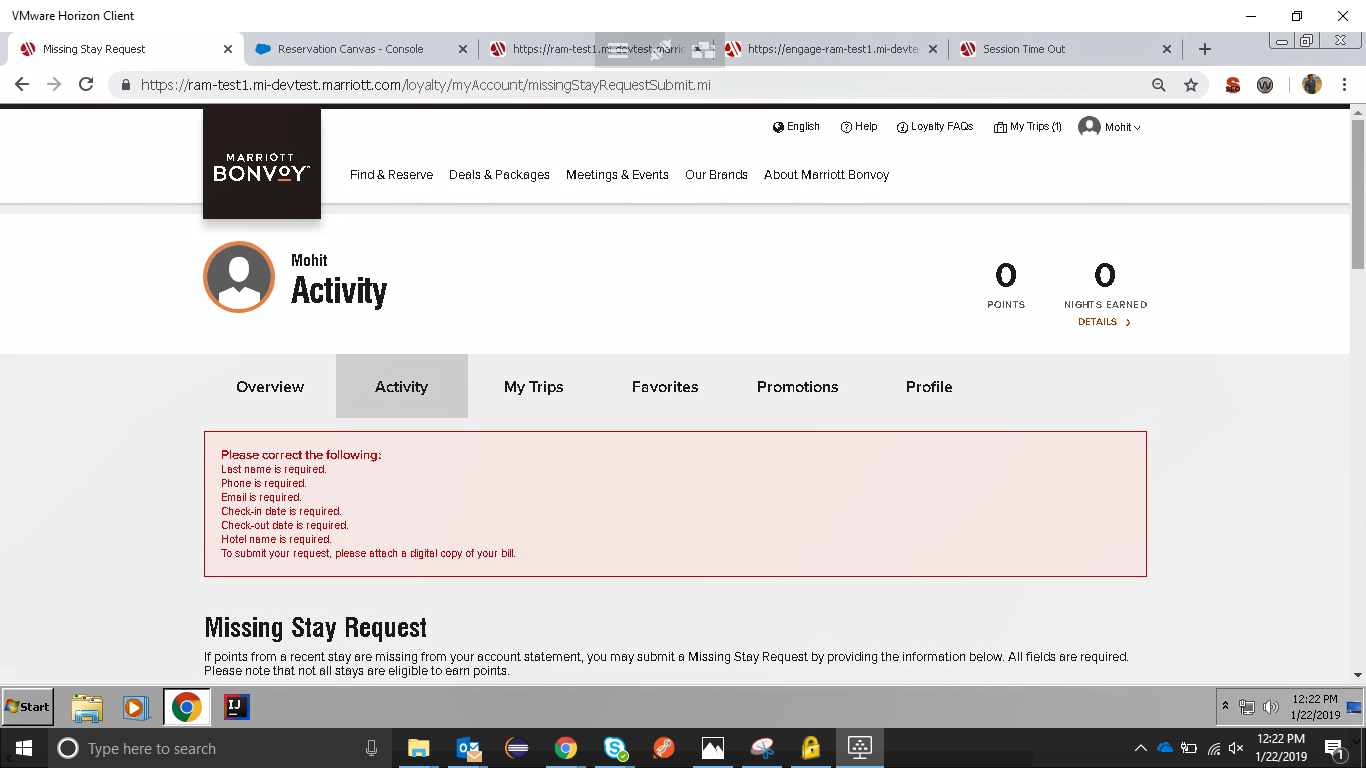 VMware Horizon Client
Missing Stay Request
Reservation Canvas - Console
https://ram-test1.mi-devtest.marric
https://engage-ram-test1.mi-devte
Session Time Out
https://ram-test1.mi-devtest.marriott.com/loyalty/myAccount/missingStayRequestSubmit.mi
English
Help
Loyalty FAQs
My Trips (1)
Mohit
MARRIOTT
BONVOY
Find & Reserve
Deals & Packages
Meetings & Events
Our Brands
About Marriott Bonvoy
Mohit
Activity
0
POINTS
0
NIGHTS EARNED
DETAILS
Overview
Activity
My Trips
Favorites
Promotions
Profile
Please correct the following:
Last name is required.
Phone is required.
Email is required.
Check-in date is required.
Check-out date is required.
Hotel name is required.
To submit your request, please attach a digital copy of your bill.
Missing Stay Request
If points from a recent stay are missing from your account statement, you may submit a Missing Stay Request by providing the information below. All fields are required.
Please note that not all stays are eligible to earn points.
Start
IJ
12:22 PM
1/22/2019
Type here to search
12:22 PM
1/22/2019
1